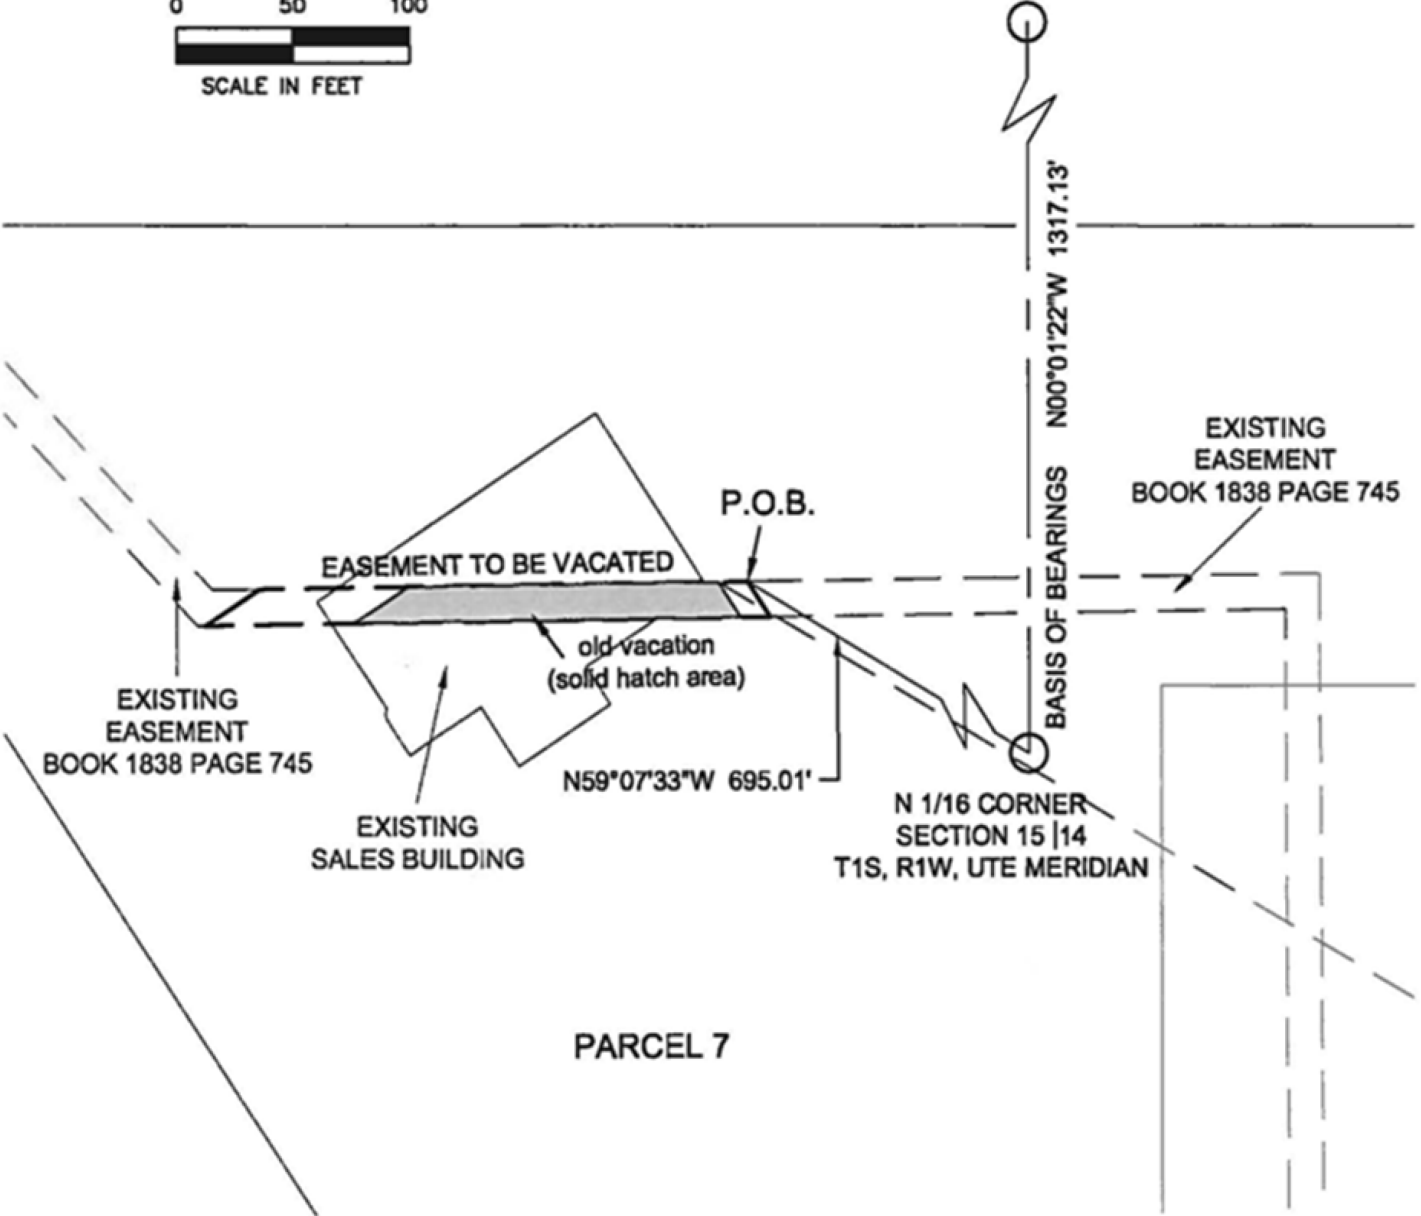 0 50 100
SCALE IN FEET
BASIS OF BEARINGS N00°01'22"W 1317.13'
EXISTING
EASEMENT
BOOK 1838 PAGE 745
P.O.B.
EASEMENT TO BE VACATED
old vacation
(solid hatch area)
EXISTING
EASEMENT
BOOK 1838 PAGE 745
N59°07'33"W 695.01'
EXISTING
SALES BUILDING
N 1/16 CORNER
SECTION 15 |14
T1S, R1W, UTE MERIDIAN
PARCEL 7